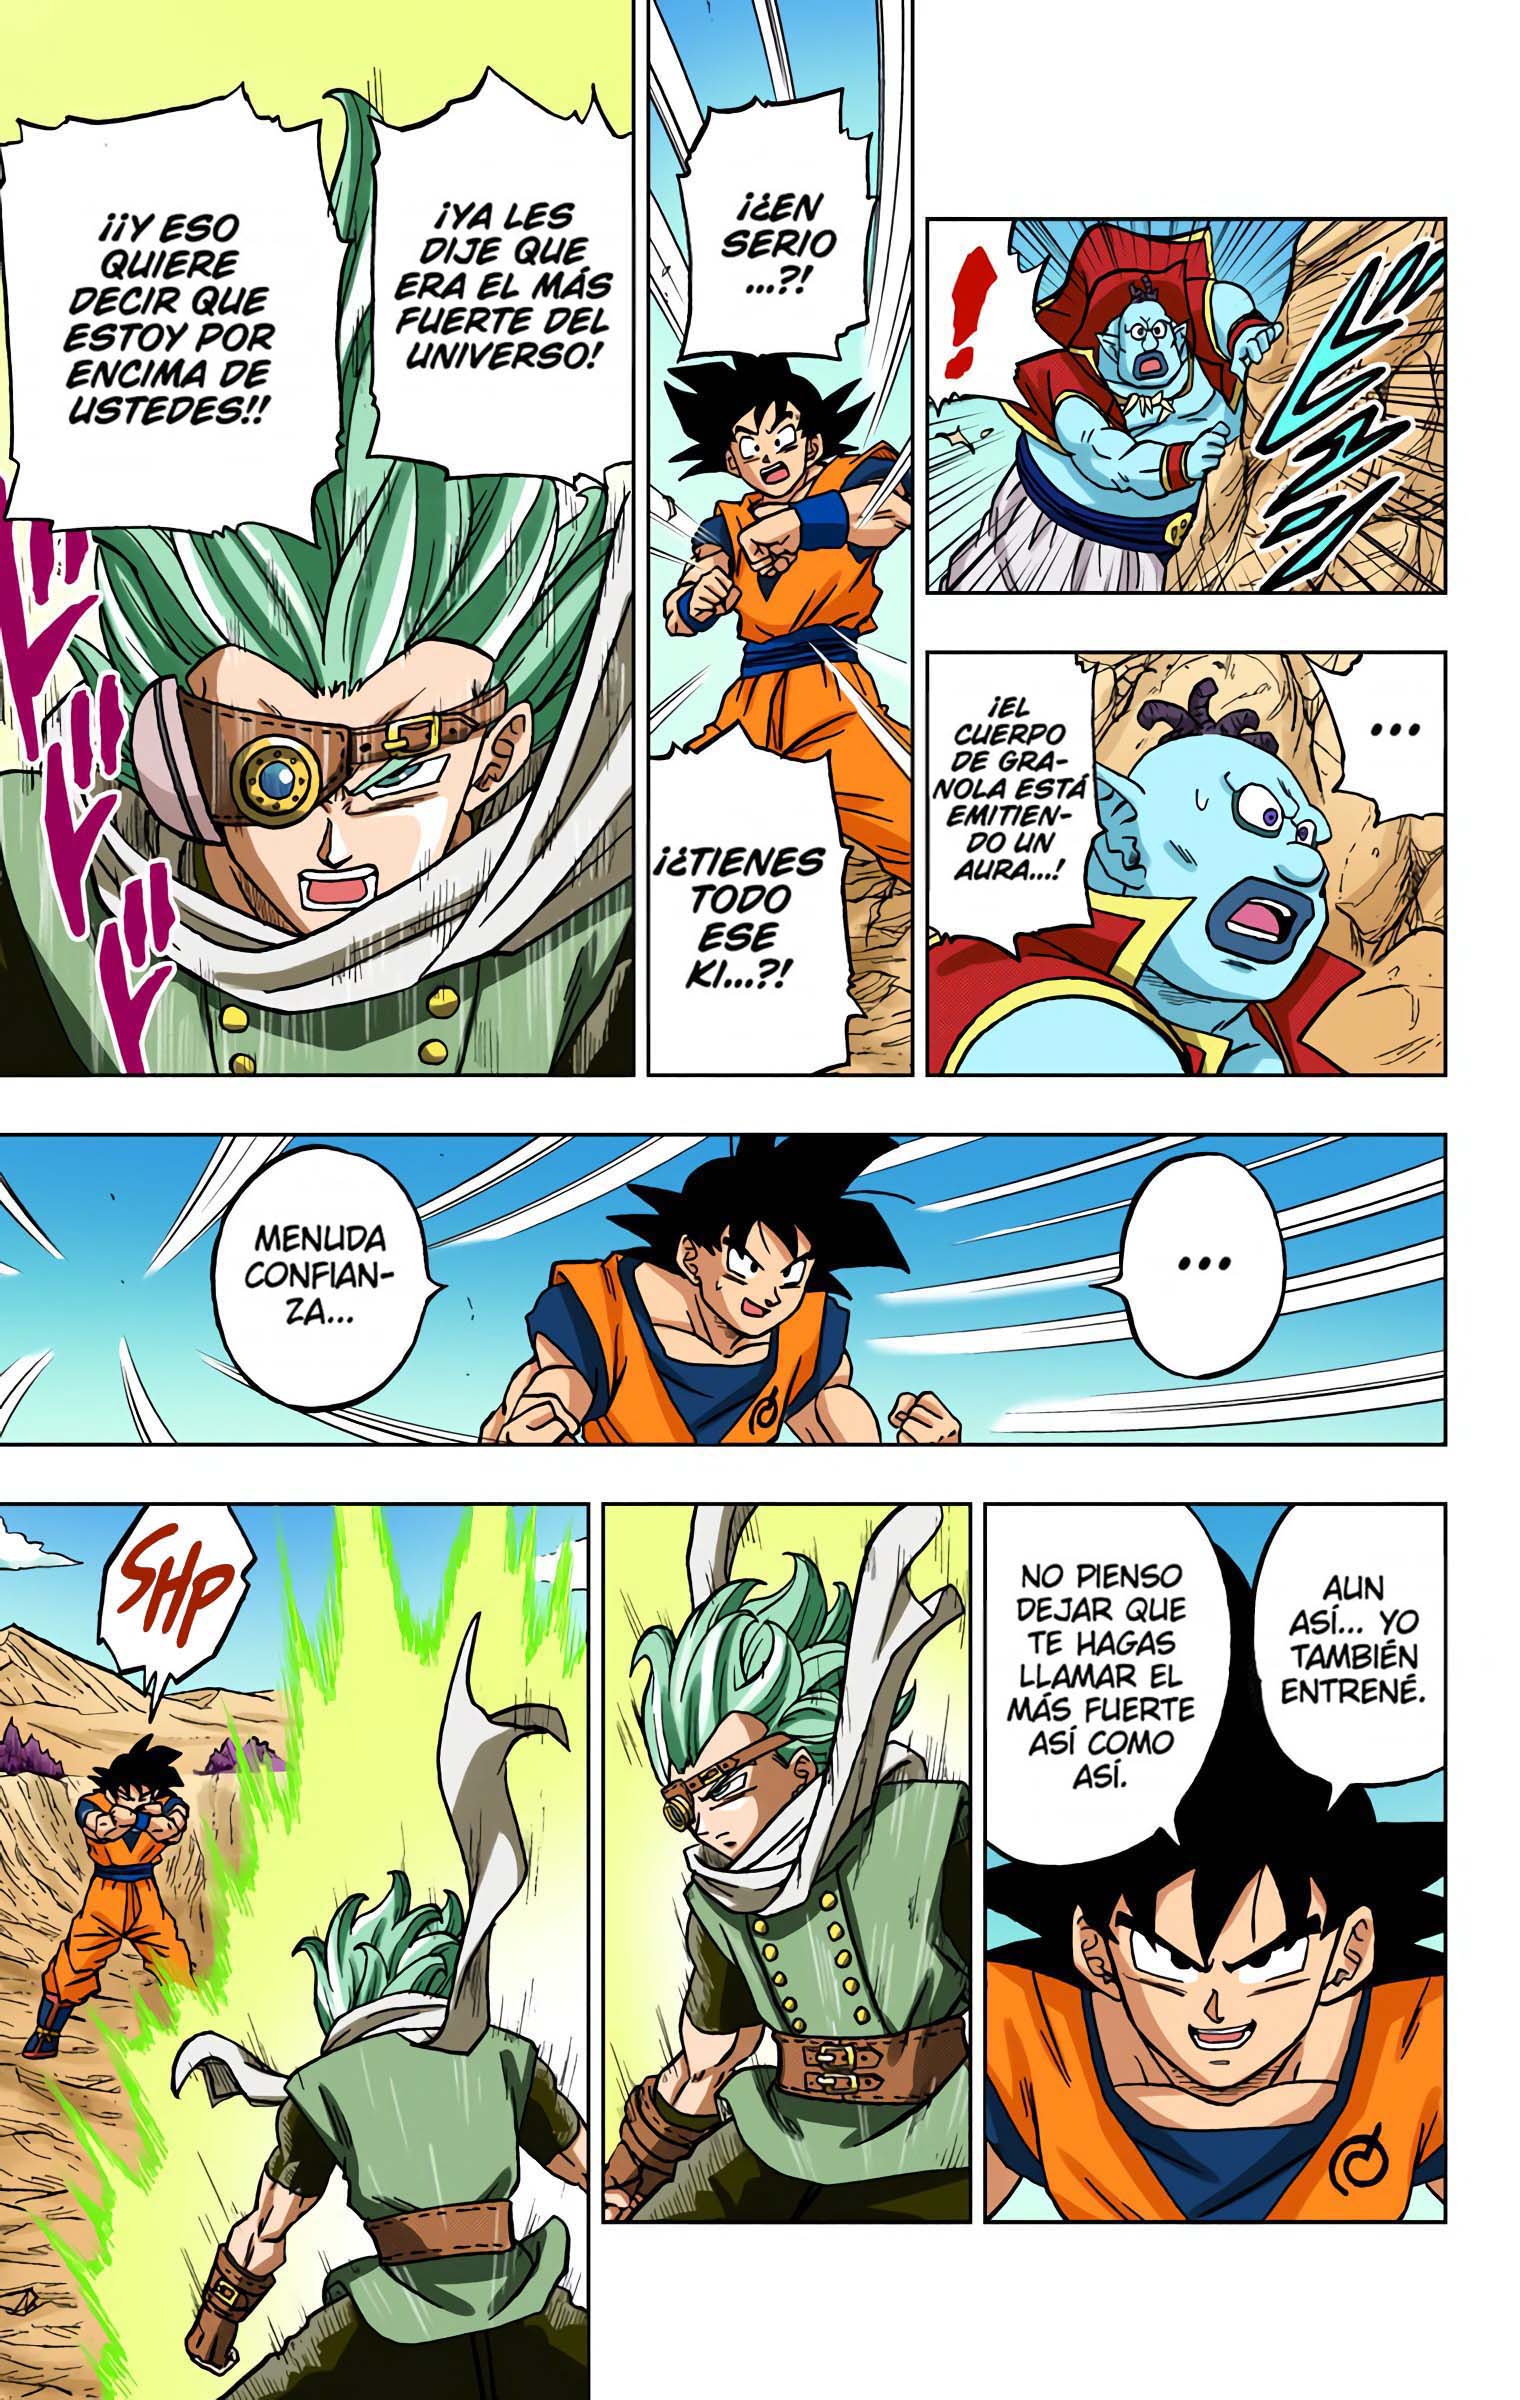 !
...
¡EL
CUERPO
DE GRA-
NOLA ESTÁ
EMITIEN-
DO UN
AURA...!
¡¿EN
SERIO
...?!
¡¿TIENES
TODO
ESE
KI...?!
¡YA LES
DIJE QUE
ERA EL MÁS
FUERTE DEL
UNIVERSO!
¡¡Y ESO
QUIERE
DECIR QUE
ESTOY POR
ENCIMA DE
USTEDES!!
...
MENUDA
CONFIAN-
ZA...
AUN
ASÍ... YO
TAMBIÉN
ENTRENÉ.
NO PIENSO
DEJAR QUE
TE HAGAS
LLAMAR EL
MÁS FUERTE
ASÍ COMO
ASÍ.
SHP